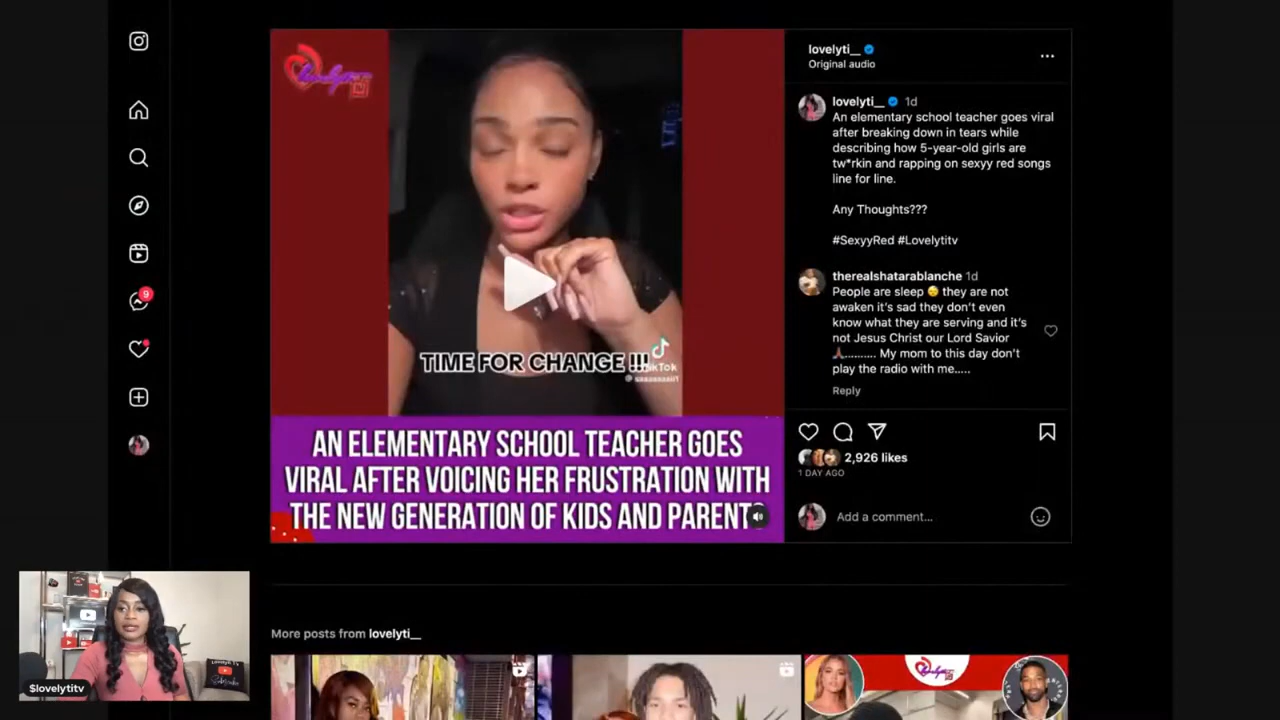 lovelyti__
Original audio
lovelyti__ 1d
An elementary school teacher goes viral
after breaking down in tears while
describing how 5-year-old girls are
tw*rkin and rapping on sexyy red songs
line for line.
Any Thoughts???
#SexyyRed #Lovelytitv
therealshatarablanche 1d
People are sleep 😴 they are not
awaken it's sad they don't even
know what they are serving and it's
not Jesus Christ our Lord Savior
🙏🏾.......... My mom to this day don't
play the radio with me.....
Reply
2,926 likes
1 DAY AGO
Add a comment...
9
TIME FOR CHANGE !!!
TikTok
AN ELEMENTARY SCHOOL TEACHER GOES
VIRAL AFTER VOICING HER FRUSTRATION WITH
THE NEW GENERATION OF KIDS AND PARENTS
$lovelytitv
More posts from lovelyti__